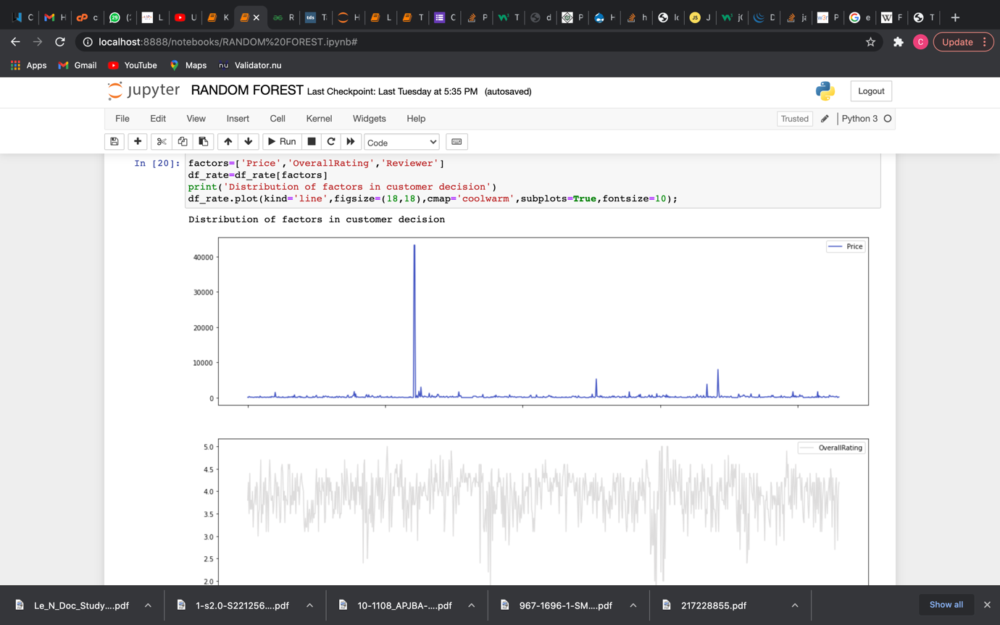 C H c (2 L U K R T H L T C P T d P H h Ic J jC D ja P e F T
localhost:8888/notebooks/RANDOM%20FOREST.ipynb#
C Update
Apps Gmail YouTube Maps nu Validator.nu
jupyter RANDOM FOREST Last Checkpoint: Last Tuesday at 5:35 PM (autosaved) Logout
File Edit View Insert Cell Kernel Widgets Help Trusted Python 3
Run Code
In [20]: factors=['Price','OverallRating','Reviewer']
df_rate=df_rate[factors]
print('Distribution of factors in customer decision')
df_rate.plot(kind='line',figsize=(18,18),cmap='coolwarm',subplots=True,fontsize=10);
Distribution of factors in customer decision
Price
40000
30000
20000
10000
0
OverallRating
5.0
4.5
4.0
3.5
3.0
2.5
2.0
Le_N_Doc_Study....pdf 1-s2.0-S221256....pdf 10-1108_APJBA-....pdf 967-1696-1-SM....pdf 217228855.pdf Show all